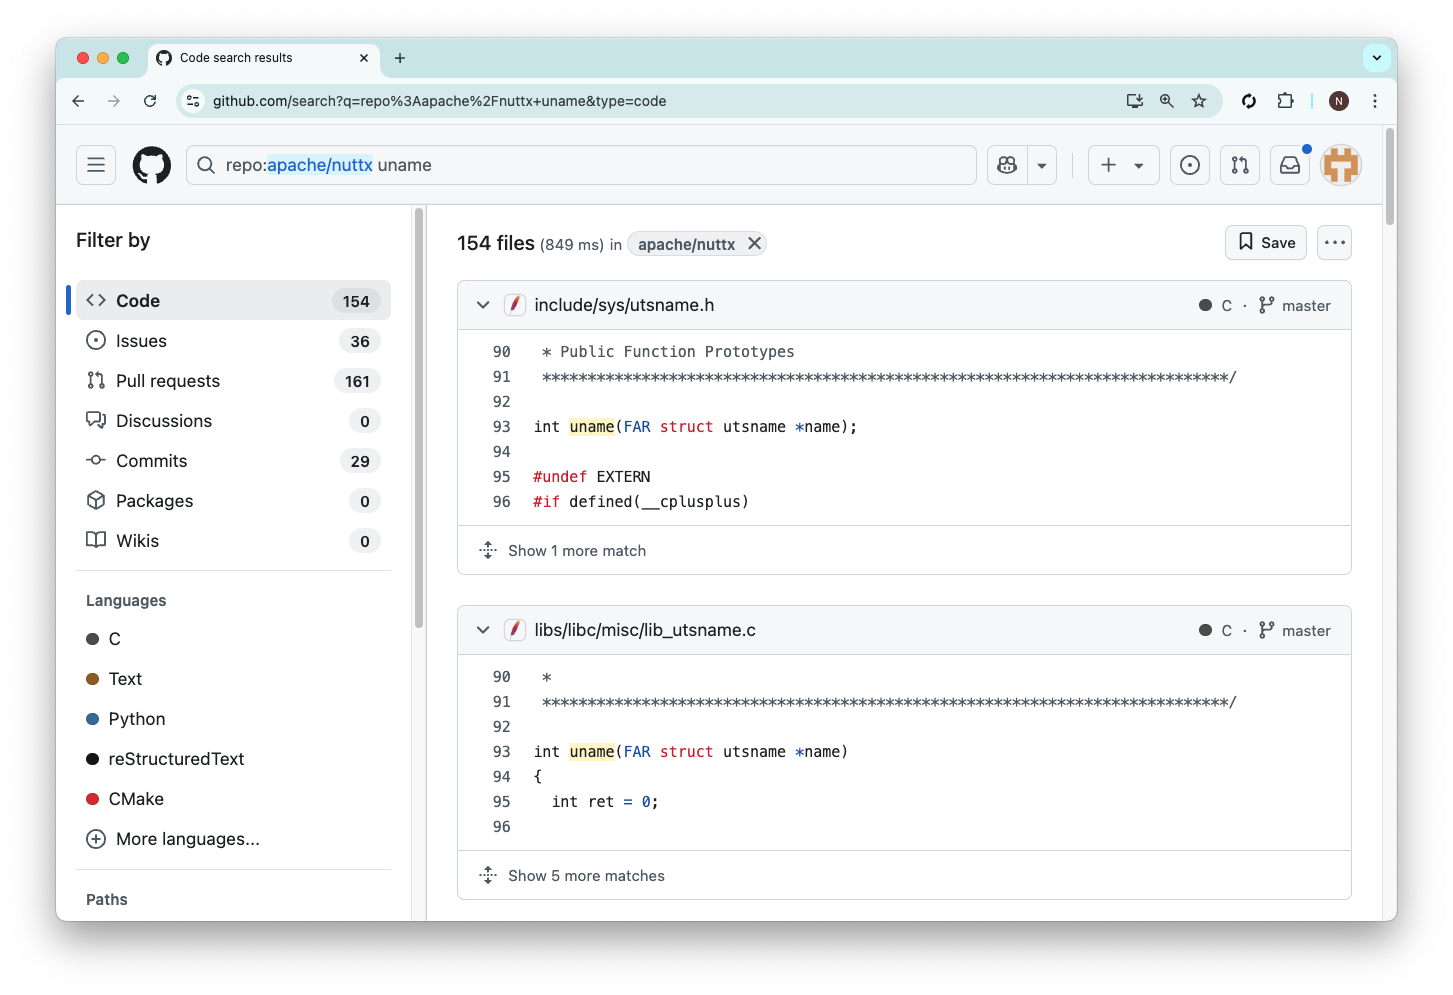 Code search results
github.com/search?q=repo%3Aapache%2Fnuttx+uname&type=code
N
repo:apache/nuttx uname
Filter by
Code 154
Issues 36
Pull requests 161
Discussions 0
Commits 29
Packages 0
Wikis 0
Languages
C
Text
Python
reStructuredText
CMake
More languages...
Paths
154 files (849 ms) in apache/nuttx
Save
include/sys/utsname.h C · master
90 * Public Function Prototypes
91 ****************************************************************************/
92
93 int uname(FAR struct utsname *name);
94
95 #undef EXTERN
96 #if defined(__cplusplus)
Show 1 more match
libs/libc/misc/lib_utsname.c C · master
90 *
91 ****************************************************************************/
92
93 int uname(FAR struct utsname *name)
94 {
95 int ret = 0;
96
Show 5 more matches